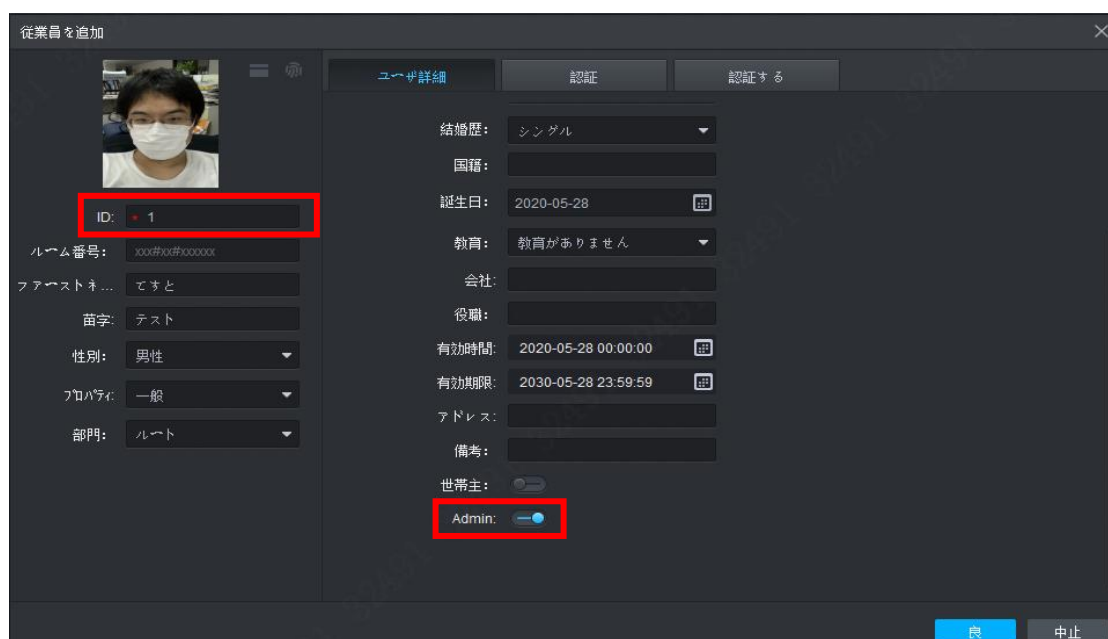 従業員を追加
ID: * 1
ルーム番号: xxx#xx#xxxxxx
ファーストネ... てすと
苗字: テスト
性別: 男性
プロパティ: 一般
部門: ルート
ユーザ詳細 認証 認証する
結婚歴: シングル
国籍:
誕生日: 2020-05-28
教育: 教育がありません
会社:
役職:
有効時間: 2020-05-28 00:00:00
有効期限: 2030-05-28 23:59:59
アドレス:
備考:
世帯主:
Admin:
良 中止